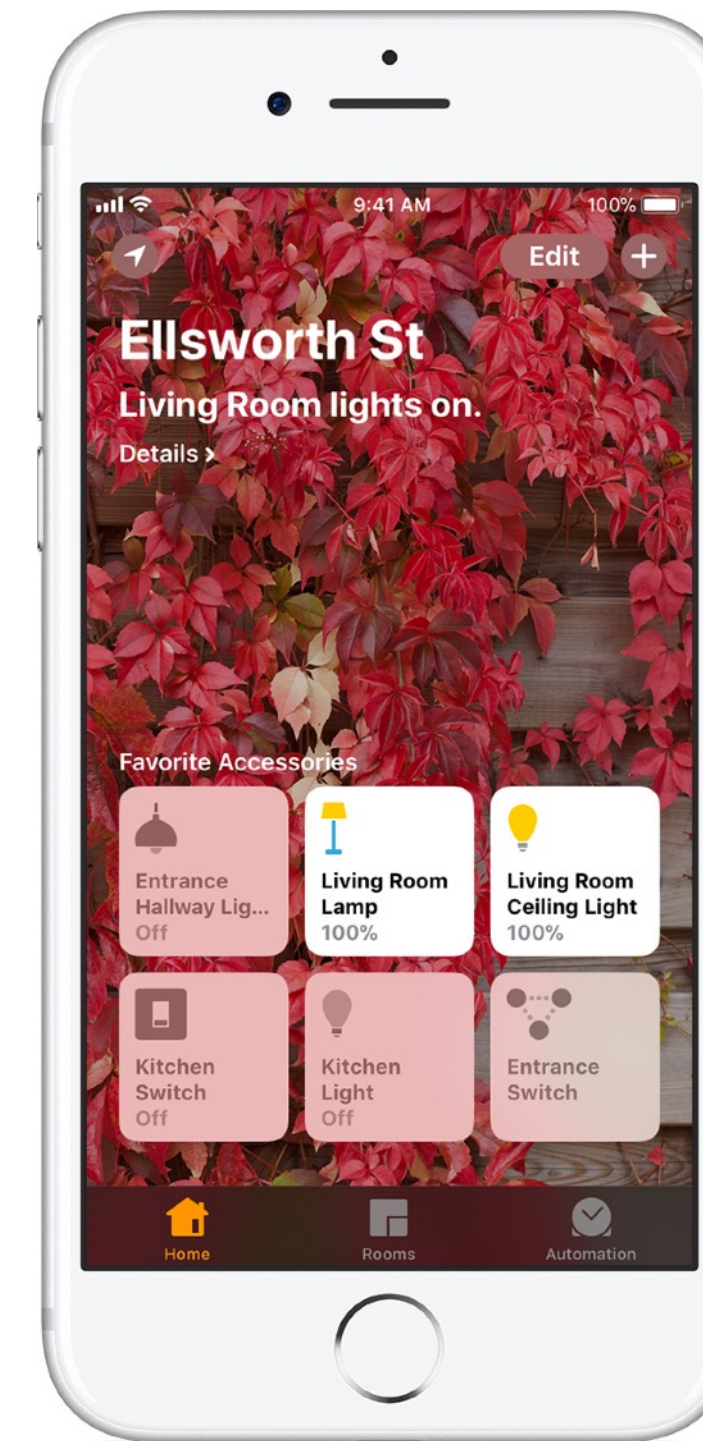 9:41 AM
100%
Edit
Ellsworth St
Living Room lights on.
Details
Favorite Accessories
Entrance
Hallway Lig...
Off
Living Room
Lamp
100%
Living Room
Ceiling Light
100%
Kitchen
Switch
Off
Kitchen
Light
Off
Entrance
Switch
Home
Rooms
Automation